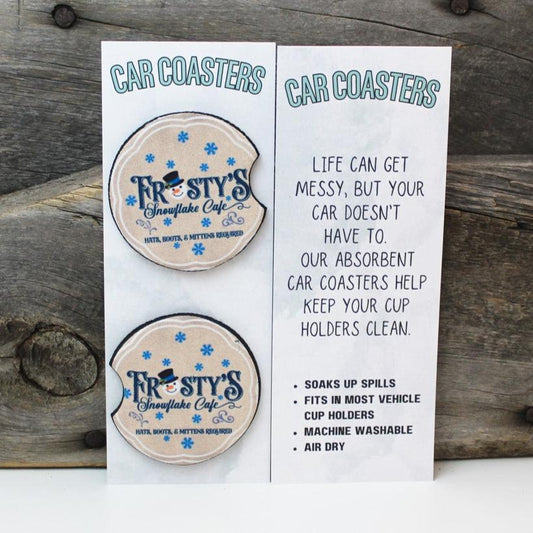 CAR COASTERS
FROSTY'S
Snowflake Cafe
HATS, BOOTS, & MITTENS REQUIRED
FROSTY'S
Snowflake Cafe
HATS, BOOTS, & MITTENS REQUIRED
CAR COASTERS
LIFE CAN GET
MESSY, BUT YOUR
CAR DOESN'T
HAVE TO.
OUR ABSORBENT
CAR COASTERS HELP
KEEP YOUR CUP
HOLDERS CLEAN.
• SOAKS UP SPILLS
• FITS IN MOST VEHICLE
CUP HOLDERS
• MACHINE WASHABLE
• AIR DRY